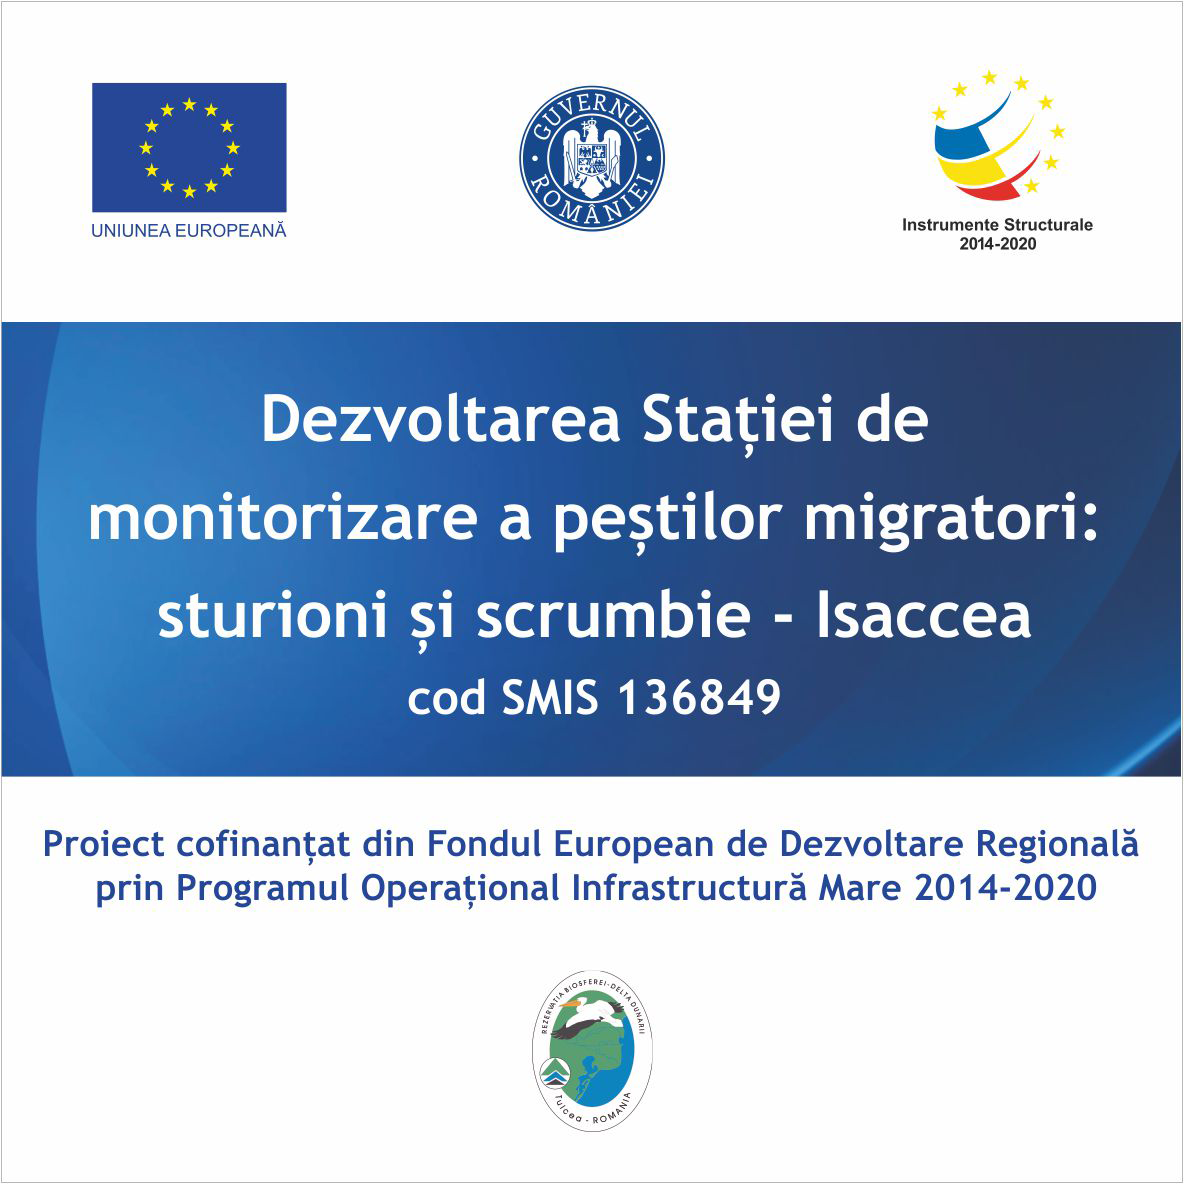 UNIUNEA EUROPEANĂ
GUVERNUL ROMÂNIEI
Instrumente Structurale
2014-2020
Dezvoltarea Stației de
monitorizare a peștilor migratori:
sturioni și scrumbie - Isaccea
cod SMIS 136849
Proiect cofinanțat din Fondul European de Dezvoltare Regională
prin Programul Operațional Infrastructură Mare 2014-2020
REZERVATIA BIOSFEREI-DELTA DUNARII
Tulcea - ROMANIA